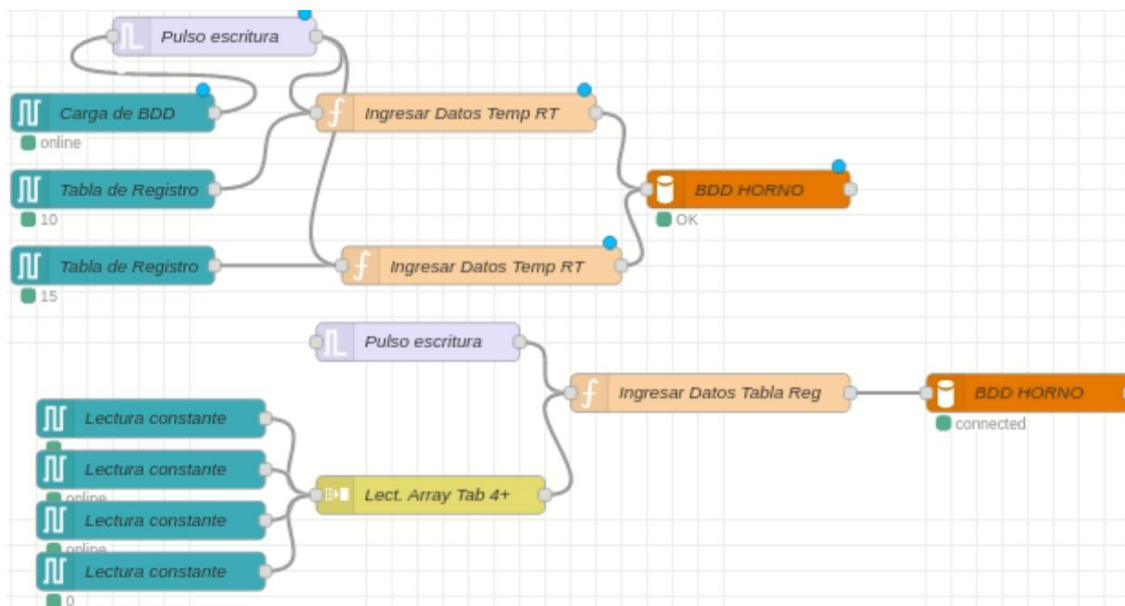 Pulso escritura
Carga de BDD
Ingresar Datos Temp RT
online
Tabla de Registro
BDD HORNO
10
OK
Tabla de Registro
Ingresar Datos Temp RT
15
Pulso escritura
Ingresar Datos Tabla Reg
BDD HORNO
Lectura constante
connected
Lectura constante
online
Lect. Array Tab 4+
Lectura constante
online
Lectura constante
0